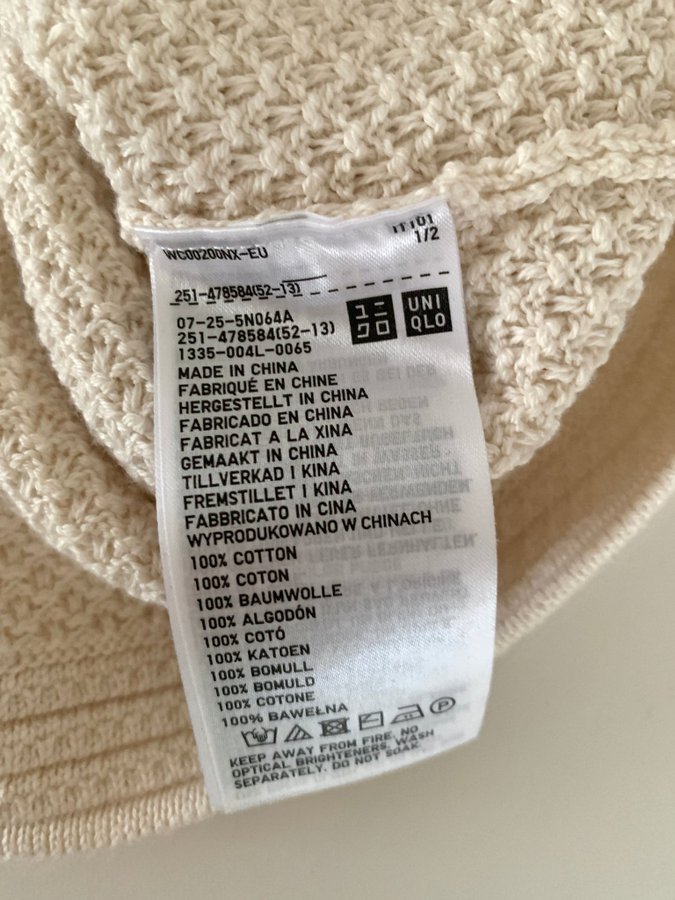 WC00200NX-EU
1/2
251-478584(52-13)
07-25-5N064A
251-478584(52-13)
1335-004L-0065
ユニ
クロ
UNI
QLO
MADE IN CHINA
FABRIQUÉ EN CHINE
HERGESTELLT IN CHINA
FABRICADO EN CHINA
FABRICAT A LA XINA
GEMAAKT IN CHINA
TILLVERKAD I KINA
FREMSTILLET I KINA
FABBRICATO IN CINA
WYPRODUKOWANO W CHINACH
100% COTTON
100% COTON
100% BAUMWOLLE
100% ALGODÓN
100% COTÓ
100% KATOEN
100% BOMULL
100% BOMULD
100% COTONE
100% BAWEŁNA
KEEP AWAY FROM FIRE. NO
OPTICAL BRIGHTENERS. WASH
SEPARATELY. DO NOT SOAK.